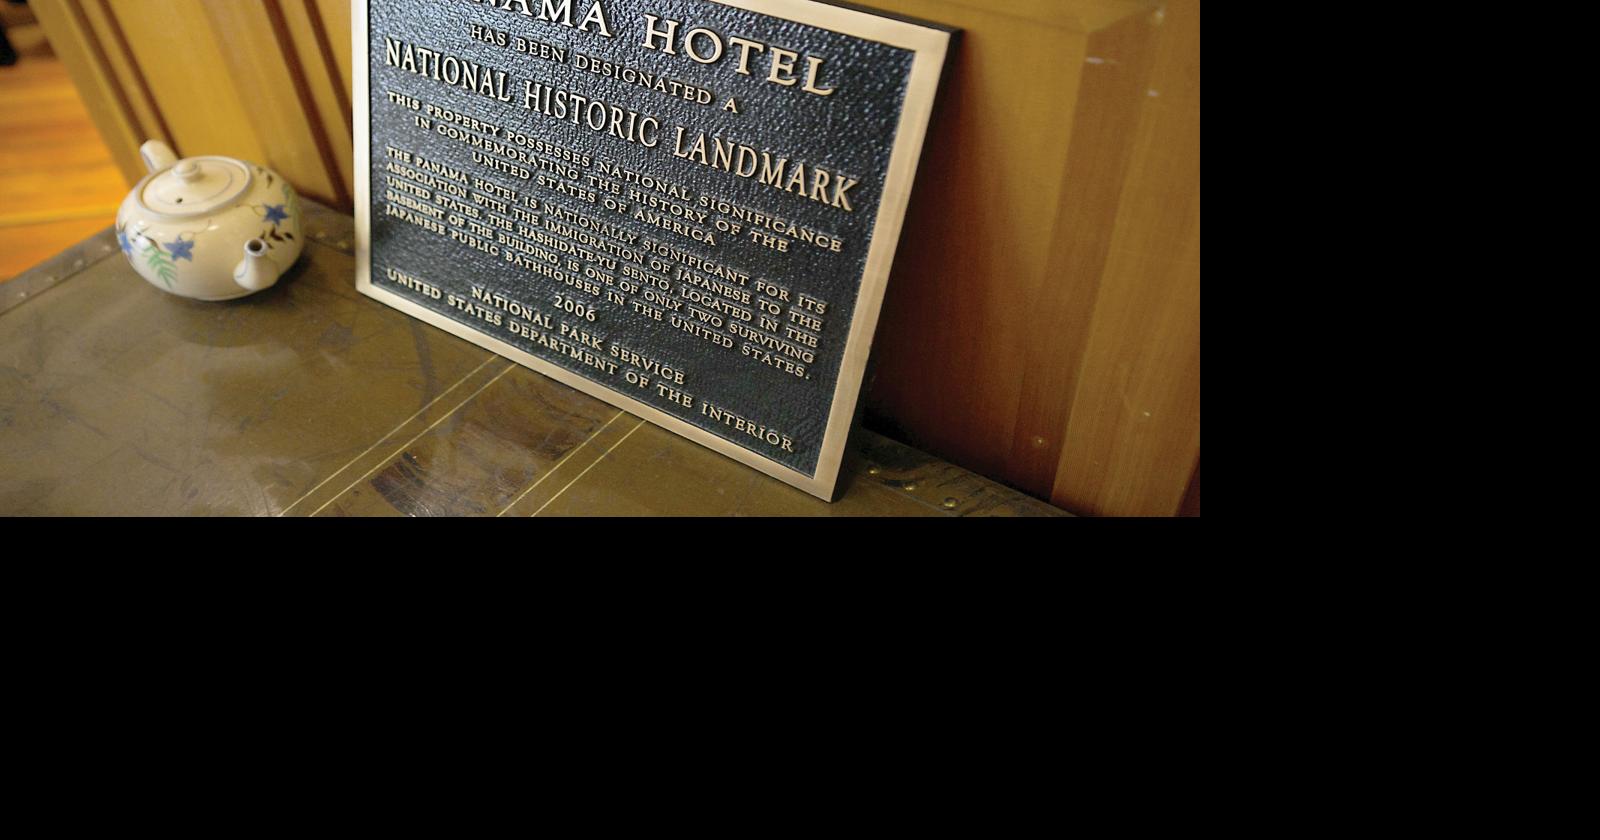 NAMA HOTEL
HAS BEEN DESIGNATED A
NATIONAL HISTORIC LANDMARK
THIS PROPERTY POSSESSES NATIONAL SIGNIFICANCE
IN COMMEMORATING THE HISTORY OF THE
UNITED STATES OF AMERICA
THE PANAMA HOTEL IS NATIONALLY SIGNIFICANT FOR ITS
ASSOCIATION WITH THE IMMIGRATION OF JAPANESE TO THE
UNITED STATES. THE HASHIDATE-YU SENTO, LOCATED IN THE
BASEMENT OF THE BUILDING, IS ONE OF ONLY TWO SURVIVING
JAPANESE PUBLIC BATHHOUSES IN THE UNITED STATES.
2006
NATIONAL PARK SERVICE
UNITED STATES DEPARTMENT OF THE INTERIOR